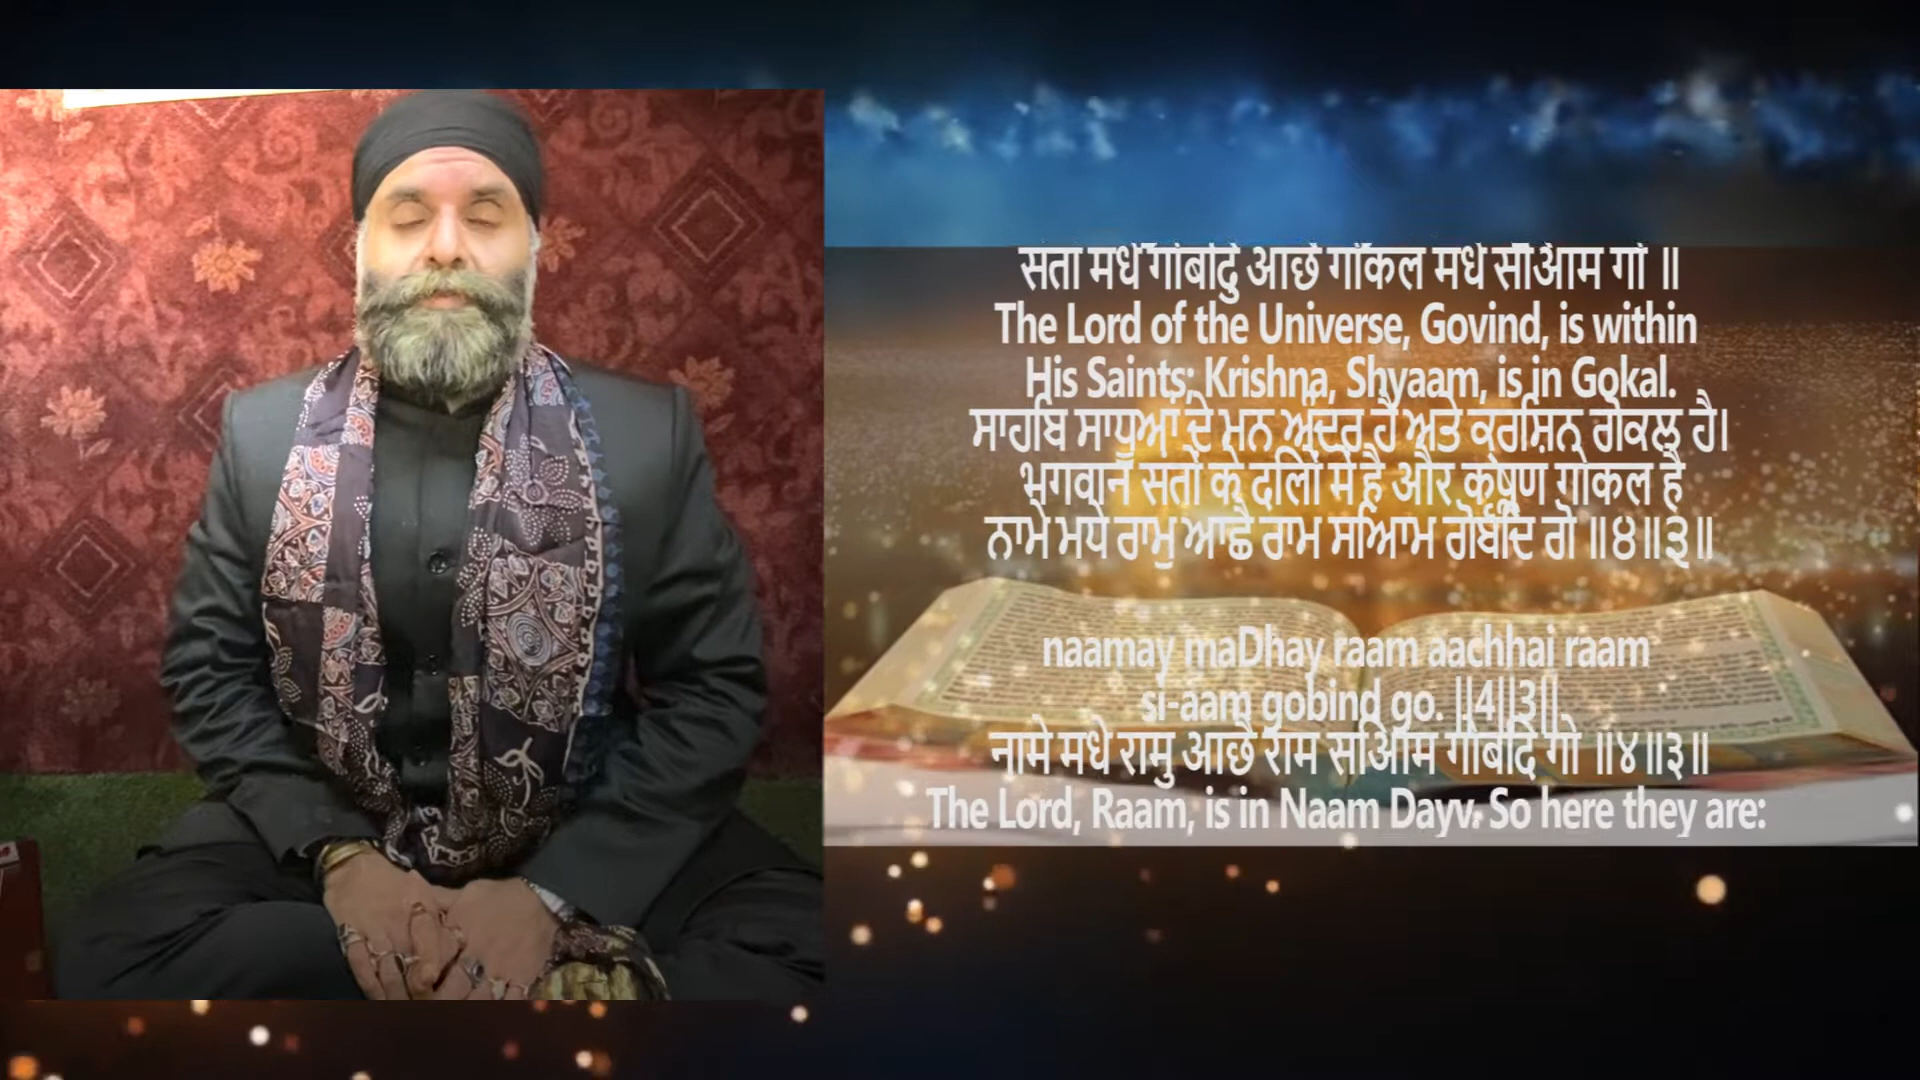 संता मधे गोबिंदु आछै गोकल मधे सिआम गो ॥
The Lord of the Universe, Govind, is within
His Saints; Krishna, Shyaam, is in Gokal.
ਸਾਹਿਬ ਸਾਧੂਆਂ ਦੇ ਮਨ ਅੰਦਰ ਹੈ ਅਤੇ ਕ੍ਰਿਸ਼ਨ ਗੋਕਲ ਹੈ।
भगवान संतों के दिलों में है और कृष्ण गोकल है
ਨਾਮੇ ਮਧੇ ਰਾਮੁ ਆਛੈ ਰਾਮ ਸਿਆਮ ਗੋਬਿੰਦ ਗੋ ॥੪॥੩॥
naamay maDhay raam aachhai raam
si-aam gobind go. ||4||3||
नामे मधे रामु आछै राम सिआम गोबिंद गो ॥४॥३॥
The Lord, Raam, is in Naam Dayv. So here they are: